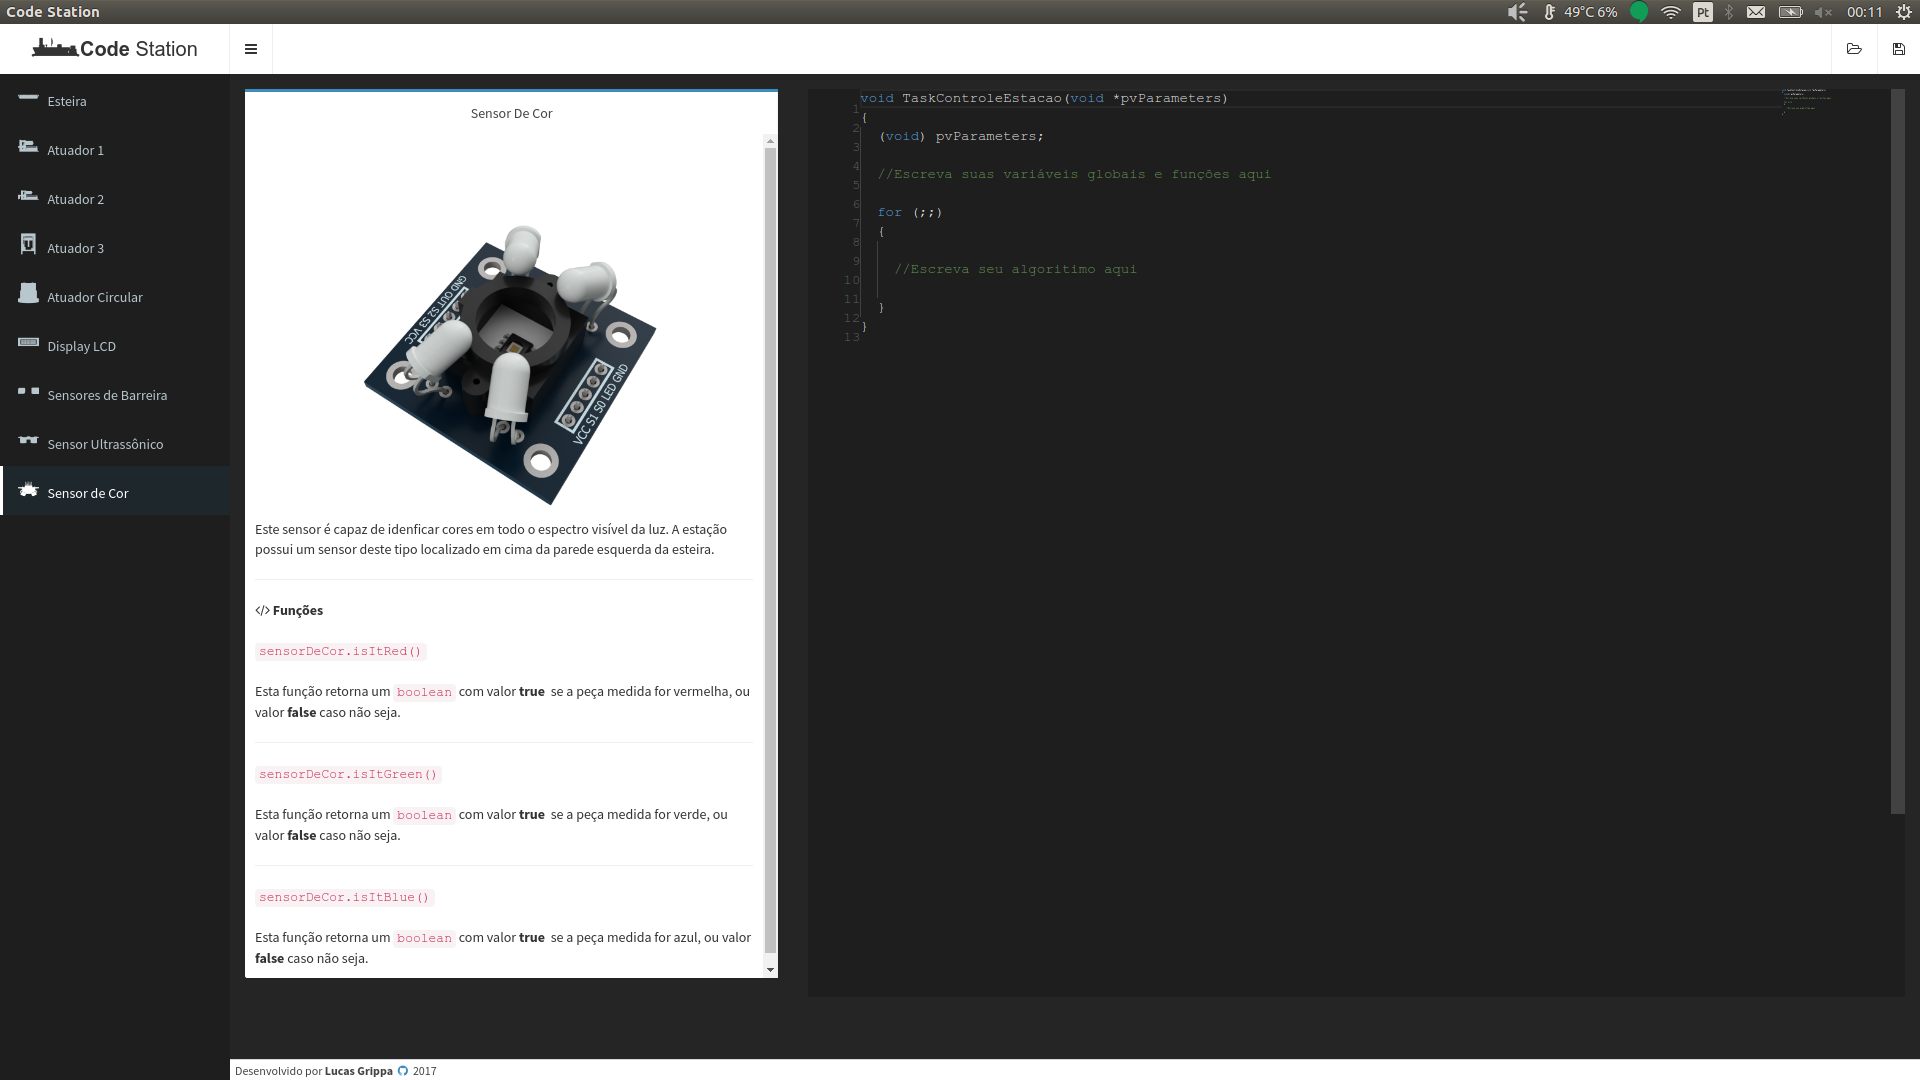 Code Station
49°C 6%
Pt
00:11
Code Station
Esteira
Atuador 1
Atuador 2
Atuador 3
Atuador Circular
Display LCD
Sensores de Barreira
Sensor Ultrassônico
Sensor de Cor
Sensor De Cor
GND OUT S2 S3 VCC
VCC S1 S0 LED GND
Este sensor é capaz de idenficar cores em todo o espectro visível da luz. A estação
possui um sensor deste tipo localizado em cima da parede esquerda da esteira.
</> Funções
sensorDeCor.isItRed()
Esta função retorna um boolean com valor true se a peça medida for vermelha, ou
valor false caso não seja.
sensorDeCor.isItGreen()
Esta função retorna um boolean com valor true se a peça medida for verde, ou
valor false caso não seja.
sensorDeCor.isItBlue()
Esta função retorna um boolean com valor true se a peça medida for azul, ou valor
false caso não seja.
1 void TaskControleEstacao(void *pvParameters)
2 {
3 (void) pvParameters;
4
5 //Escreva suas variáveis globais e funções aqui
6
7 for (;;)
8 {
9
10 //Escreva seu algoritimo aqui
11
12 }
13 }
Desenvolvido por Lucas Grippa 2017